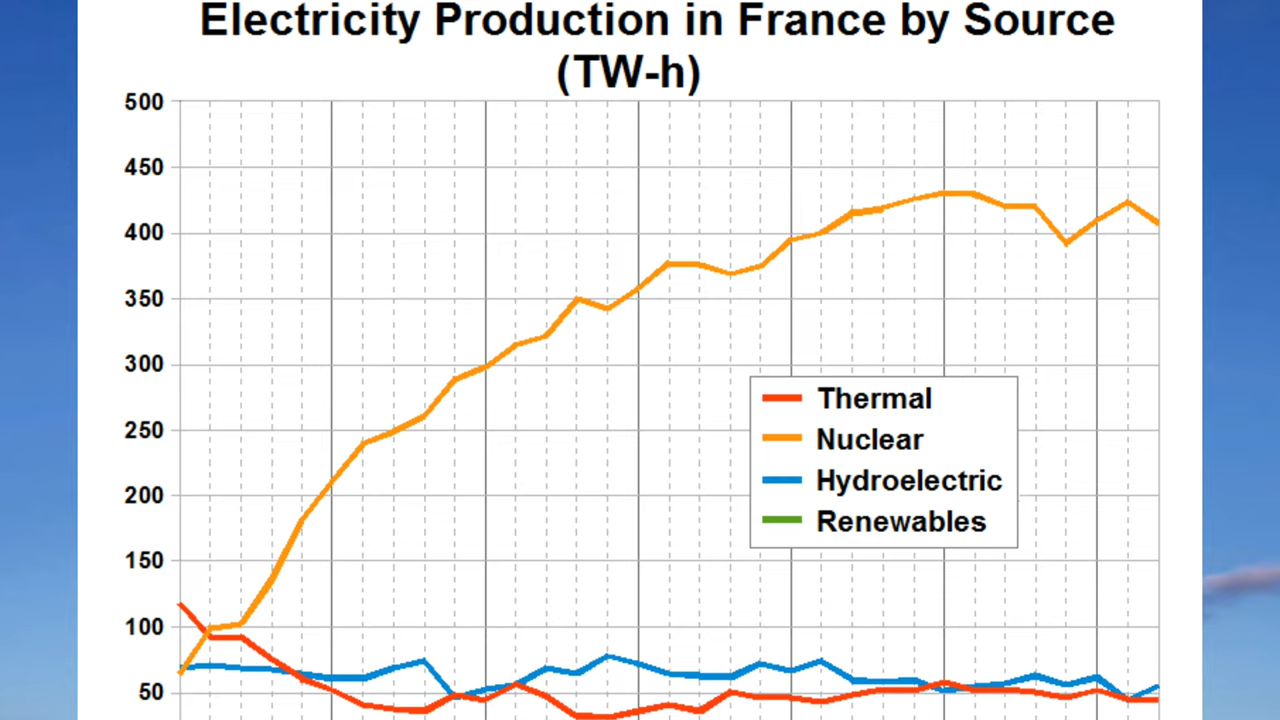 Electricity Production in France by Source
(TW-h)
500
450
400
350
300
250
200
150
100
50
Thermal
Nuclear
Hydroelectric
Renewables